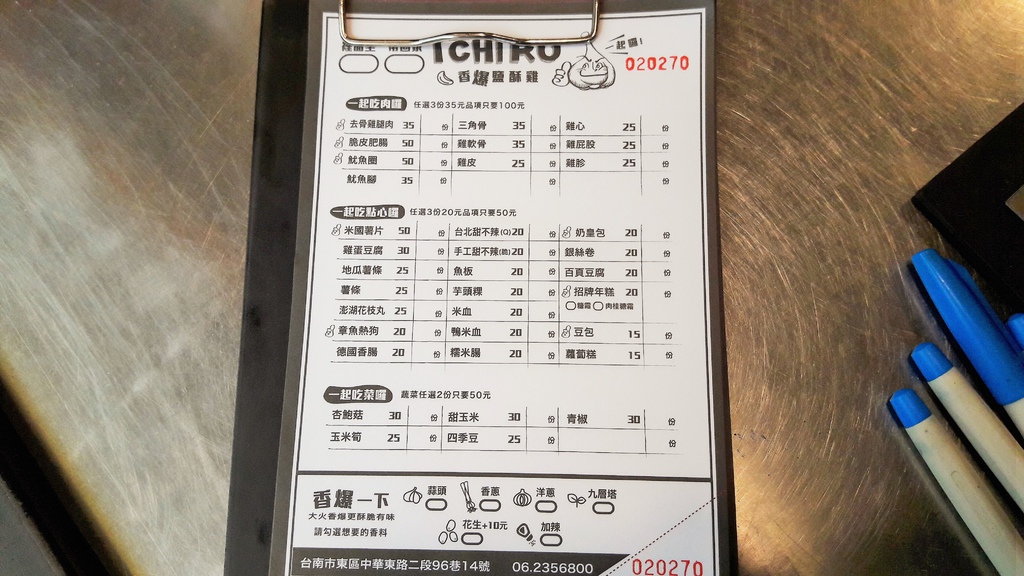 ICHI RU
一起囉!
020270
香爆鹽酥雞
一起吃肉囉 任選3份35元品項只要100元
去骨雞腿肉 35 份 三角骨 35 份 雞心 25 份
脆皮肥腸 50 份 雞軟骨 35 份 雞屁股 25 份
魷魚圈 50 份 雞皮 25 份 雞胗 25 份
魷魚腳 35 份 份
一起吃點心囉 任選3份20元品項只要50元
米國薯片 50 份 台北甜不辣(Q) 20 份 奶皇包 20 份
雞蛋豆腐 30 份 手工甜不辣(脆) 20 份 銀絲卷 20 份
地瓜薯條 25 份 魚板 20 份 百頁豆腐 20 份
薯條 25 份 芋頭粿 20 份 招牌年糕 20 份
糖霜 肉桂糖霜
澎湖花枝丸 25 份 米血 20 份
章魚熱狗 20 份 鴨米血 20 份 豆包 15 份
德國香腸 20 份 糯米腸 20 份 蘿蔔糕 15 份
一起吃菜囉 蔬菜任選2份只要50元
杏鮑菇 30 份 甜玉米 30 份 青椒 30 份
玉米筍 25 份 四季豆 25 份 份
香爆一下
大火香爆更酥脆有味
請勾選想要的香料
蒜頭 香蔥 洋蔥 九層塔
花生+10元 加辣
台南市東區中華東路二段96巷14號 06.2356800
020270